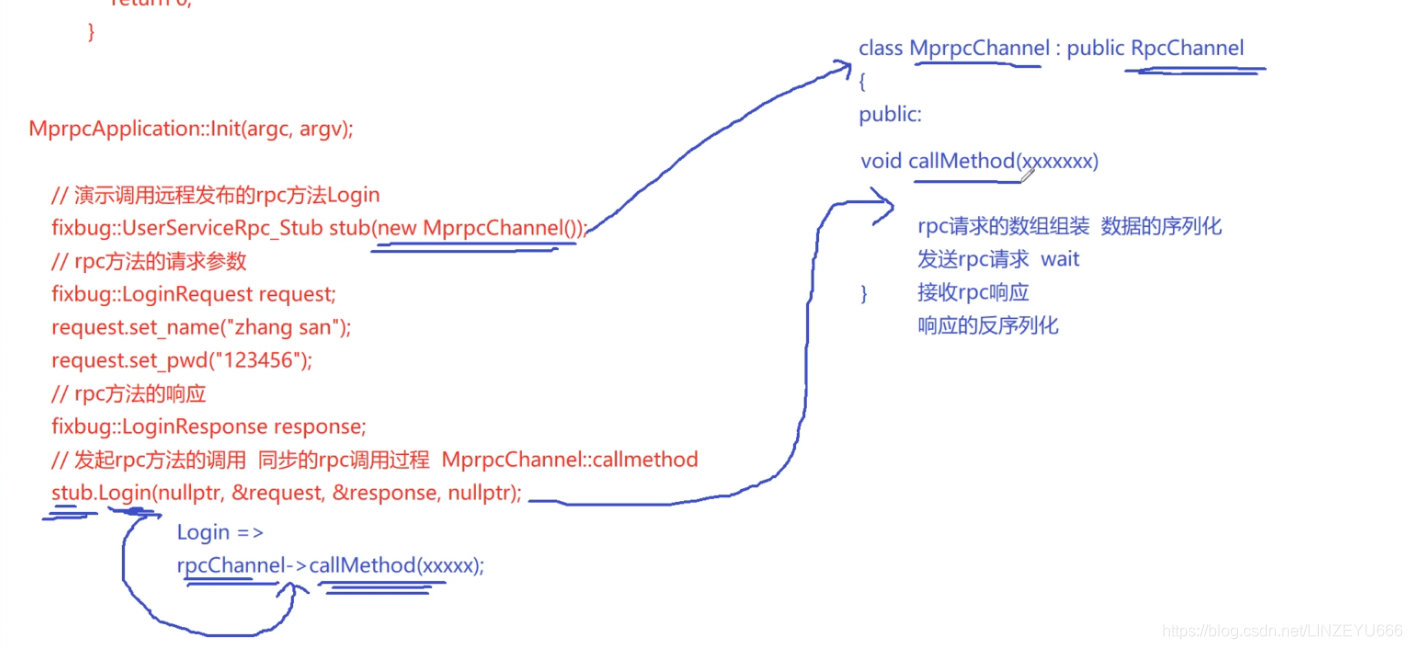 return 0;
}
MprpcApplication::Init(argc, argv);
// 演示调用远程发布的rpc方法Login
fixbug::UserServiceRpc_Stub stub(new MprpcChannel());
// rpc方法的请求参数
fixbug::LoginRequest request;
request.set_name("zhang san");
request.set_pwd("123456");
// rpc方法的响应
fixbug::LoginResponse response;
// 发起rpc方法的调用 同步的rpc调用过程 MprpcChannel::callmethod
stub.Login(nullptr, &request, &response, nullptr);
Login =>
rpcChannel->callMethod(xxxxx);
class MprpcChannel : public RpcChannel
{
public:
void callMethod(xxxxxxx)
rpc请求的数组组装 数据的序列化
发送rpc请求 wait
} 接收rpc响应
响应的反序列化
https://blog.csdn.net/LINZEYU666